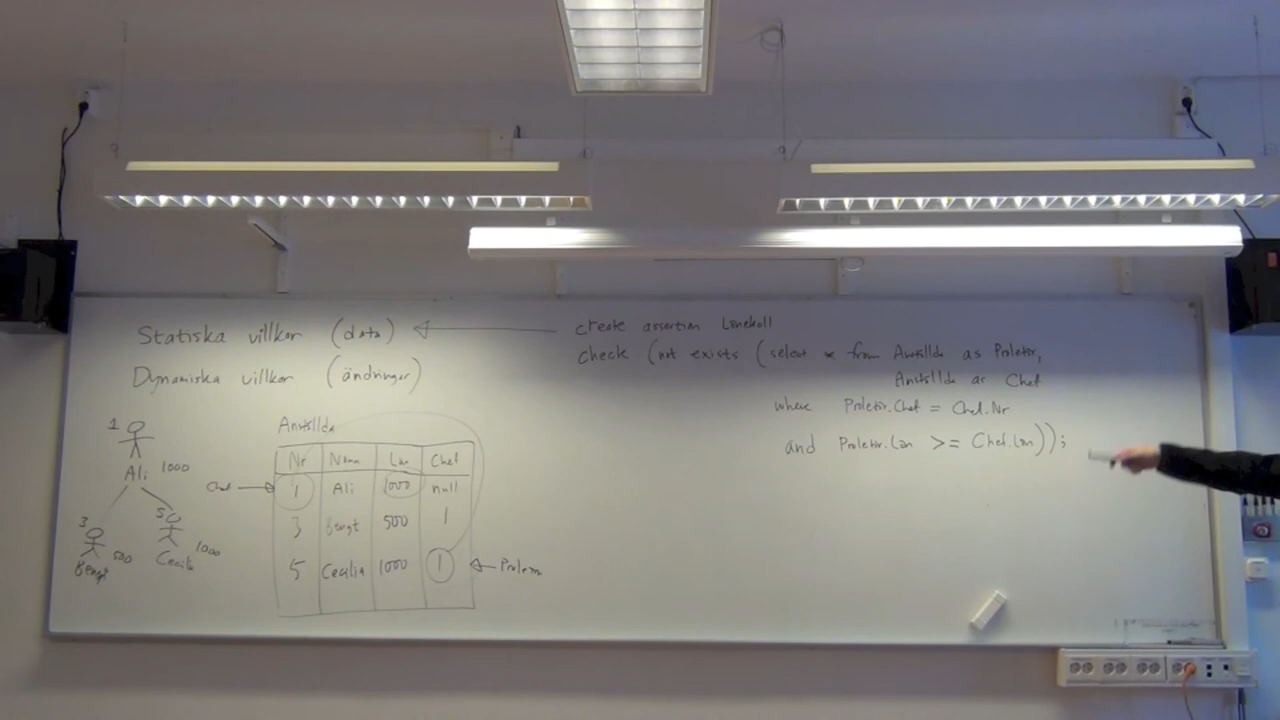 Statiska villkor (data)
Dynamiska villkor (ändringar)
create assertion Lönekoll
check (not exists (select * from Anställda as Proletär,
Anställda as Chef
where Proletär.Chef = Chef.Nr
and Proletär.Lön >= Chef.Lön));
1
Ali 1000
3
Bengt 500
5
Cecilia 1000
Anställda
Nr Namn Lön Chef
Chef 1 Ali 1000 null
3 Bengt 500 1
5 Cecilia 1000 1